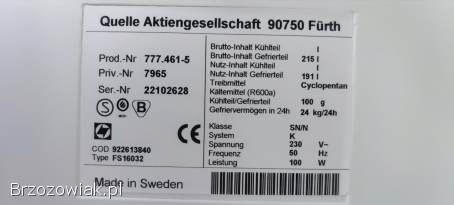 Quelle Aktiengesellschaft 90750 Fürth
Prod.-Nr 777.461-5
Priv.-Nr 7965
Ser.-Nr 22102628
COD 922613840
Type FS16032
Made in Sweden
Brutto-Inhalt Kühlteil l
Brutto-Inhalt Gefrierteil 215 l
Nutz-Inhalt Kühlteil l
Nutz-Inhalt Gefrierteil 191 l
Treibmittel Cyclopentan
Kältemittel (R600a)
Kühlteil/Gefrierteil 100 g
Gefriervermögen in 24h 24 kg/24h
Klasse SN/N
System K
Spannung 230 V~
Frequenz 50 Hz
Leistung 100 W
Brzozowiak.pl